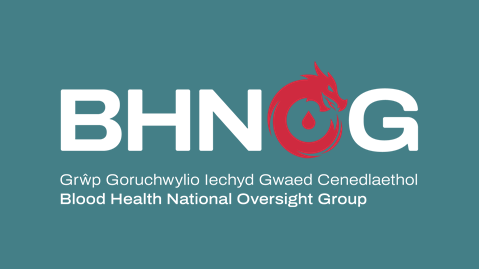 BHNOG
Grŵp Goruchwylio Iechyd Gwaed Cenedlaethol
Blood Health National Oversight Group